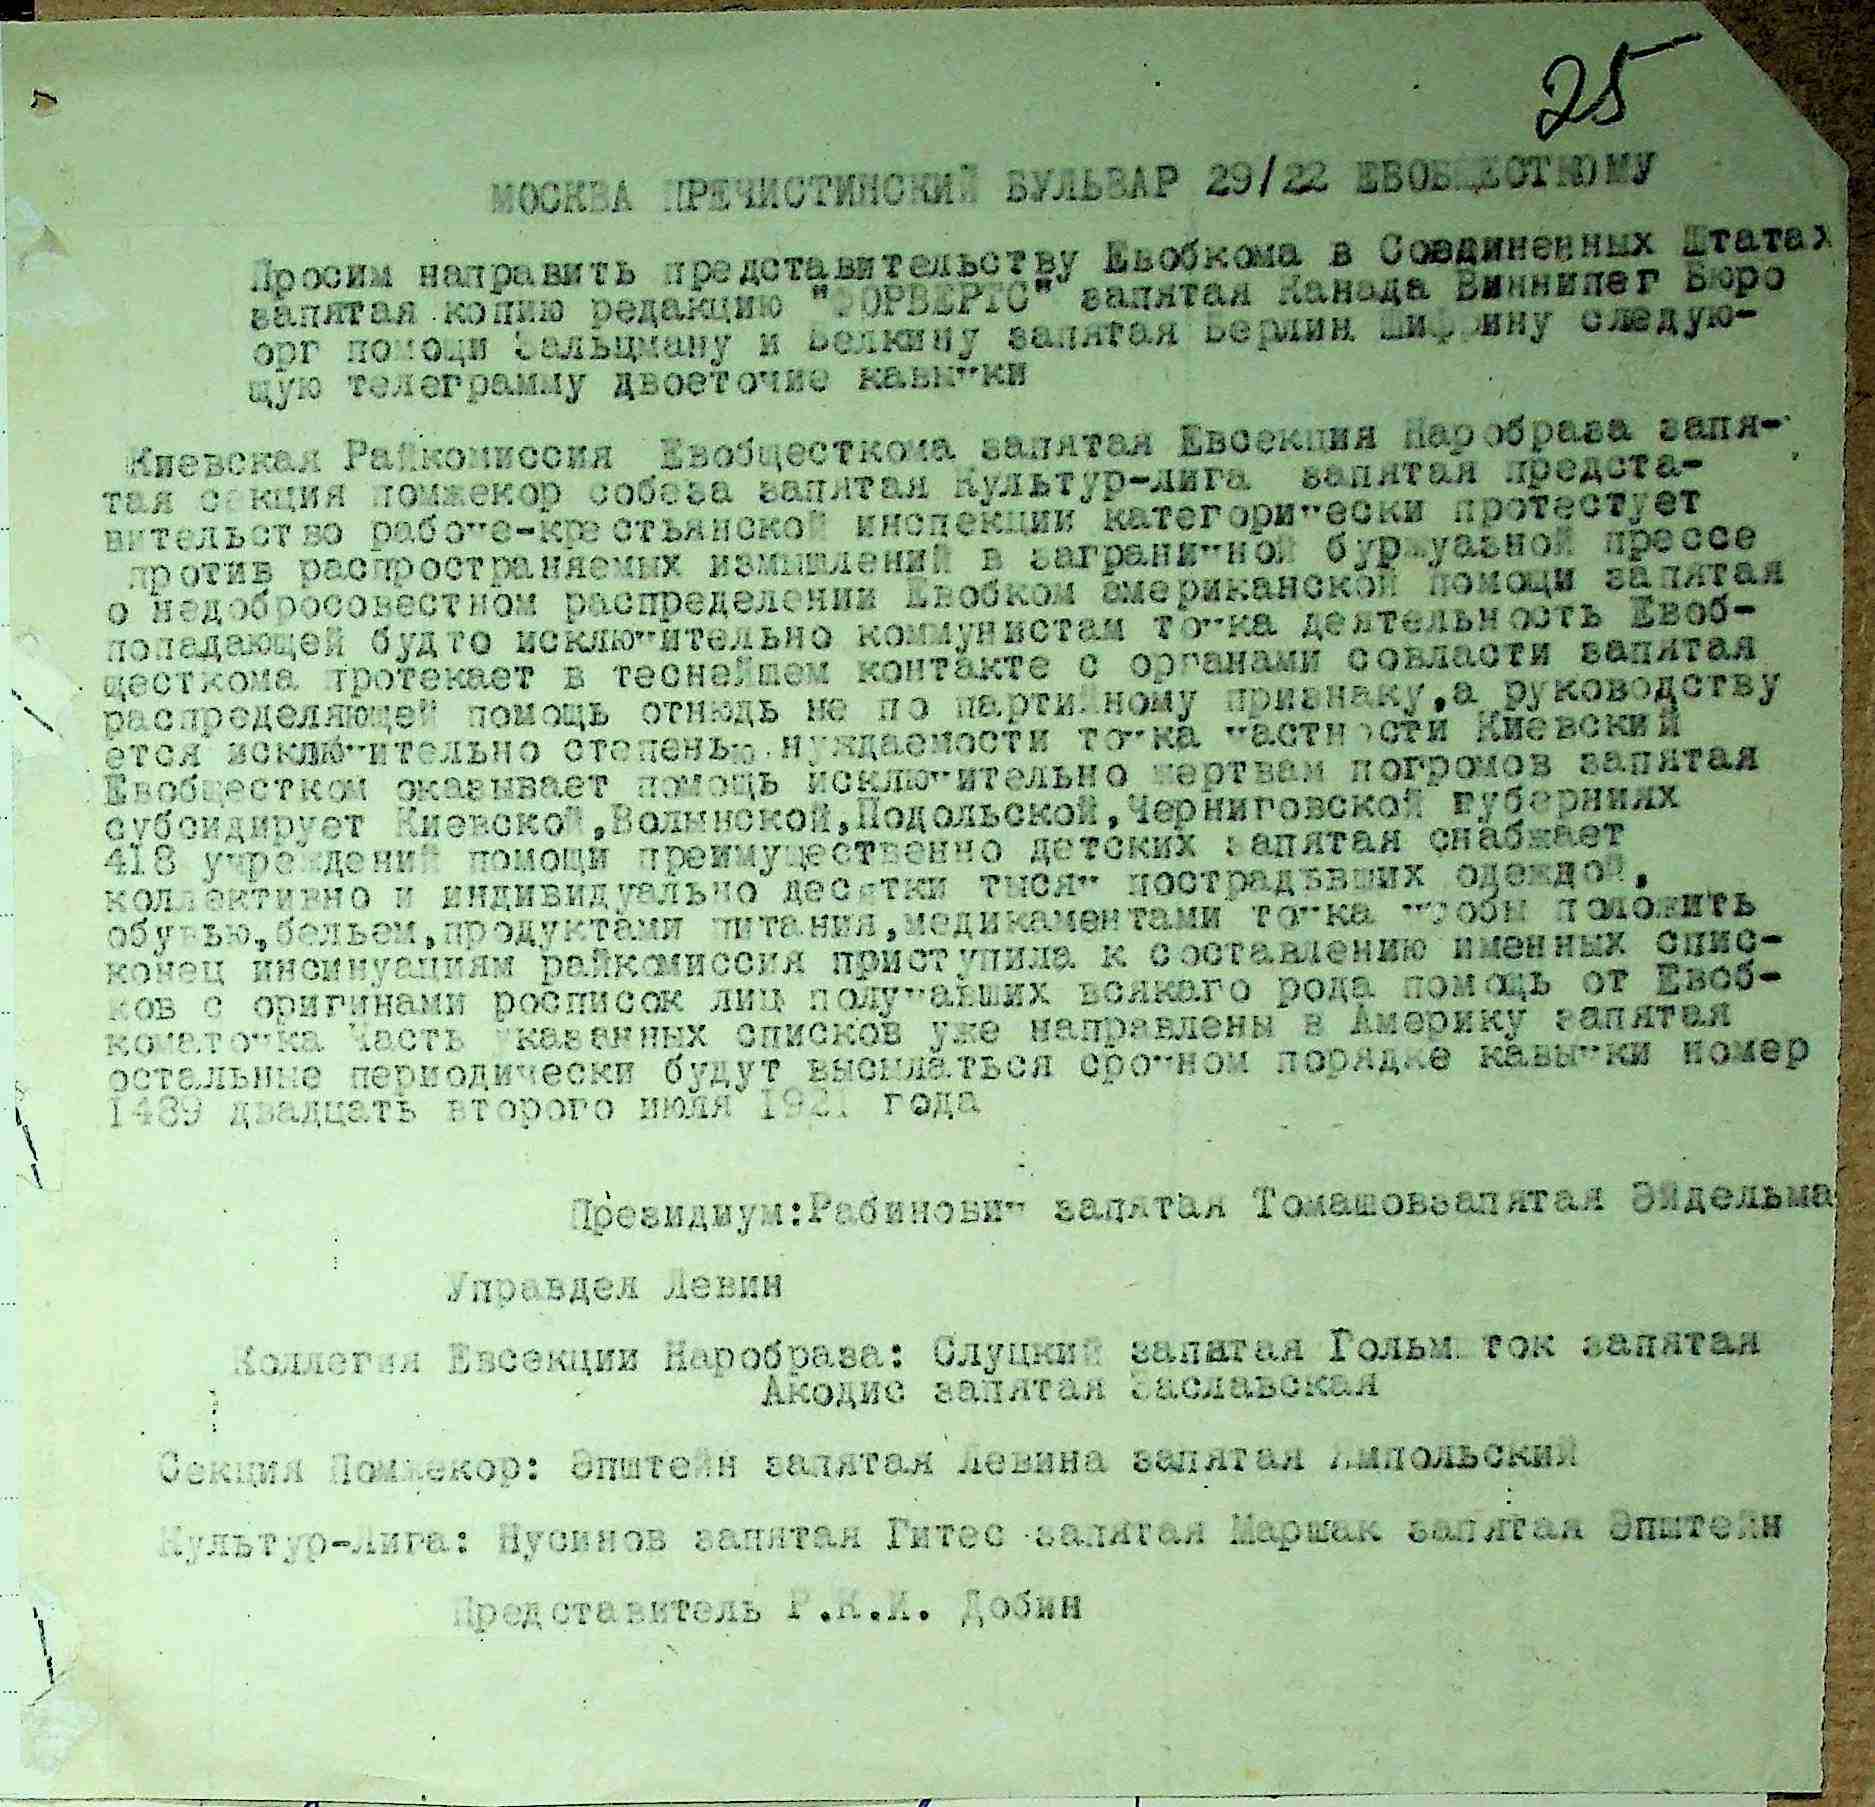 25
МОСКВА ПРЕЧИСТИНСКИЙ БУЛЬВАР 29/22 ЕВОБЩЕСТКОМУ
Просим направить представительству Евобкома в Соединенных Штатах
запятая копию редакцию "ФОРВЕРТС" запятая Канада Виннипег Бюро
орг помощи Зальцману и Белкину запятая Берлин Шифрину следую-
щую телеграмму двоеточие кавычки
Киевская Райкомиссия Евобщесткома запятая Евсекция Наробраза запя-
тая секция помжекор собеза запятая Культур-лига запятая предста-
вительство рабоче-крестьянской инспекции категорически протестует
против распространяемых измышлений в заграничной буржуазной прессе
о недобросовестном распределении Евобком американской помощи запятая
попадающей будто исключительно коммунистам точка деятельность Евоб-
щесткома протекает в теснейшем контакте с органами совласти запятая
распределяющей помощь отнюдь не по партийному признаку,а руководству
ется исключительно степенью нуждаемости точка частности Киевский
Евобщестком оказывает помощь исключительно жертвам погромов запятая
субсидирует Киевской,Волынской,Подольской,Черниговской губерниях
418 учреждений помощи преимущественно детских запятая снабжает
коллективно и индивидуально десятки тысяч пострадъвших одеждой,
обувью,бельем,продуктами питания,медикаментами точка чтобы положить
конец инсинуациям райкомиссия приступила к составлению именных спис-
ков с оригинами росписок лиц получавших всякаго рода помощь от Евоб-
коматочка Часть указанных списков уже направлены в Америку запятая
остальные периодически будут высылаться срочном порядке кавычки номер
1489 двадцать второго июля 1921 года
Президиум:Рабинович запятая Томашовзапятая Эйдельма
Управдел Левин
Коллегия Евсекции Наробраза: Слуцкий запятая Гольмшток запятая
Акодис запятая Заславская
Секция Помжекор: Эпштейн запятая Левина запятая Ямпольский
Культур-Лига: Нусинов запятая Гитес запятая Маршак запятая Эпштейн
Представитель Р.К.И. Добин